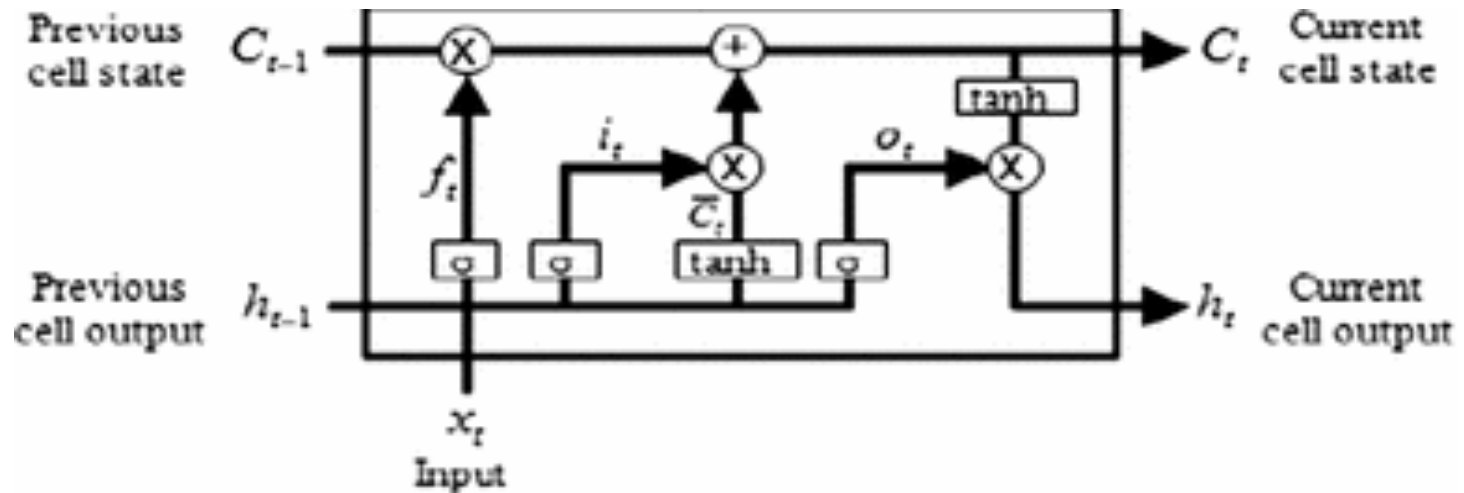 Previous
cell state
C_{t-1}
X
+
C_t
Current
cell state
tanh
i_t
o_t
f_t
X
X
C̅_t
σ
σ
tanh
σ
Previous
cell output
h_{t-1}
h_t
Current
cell output
x_t
Input